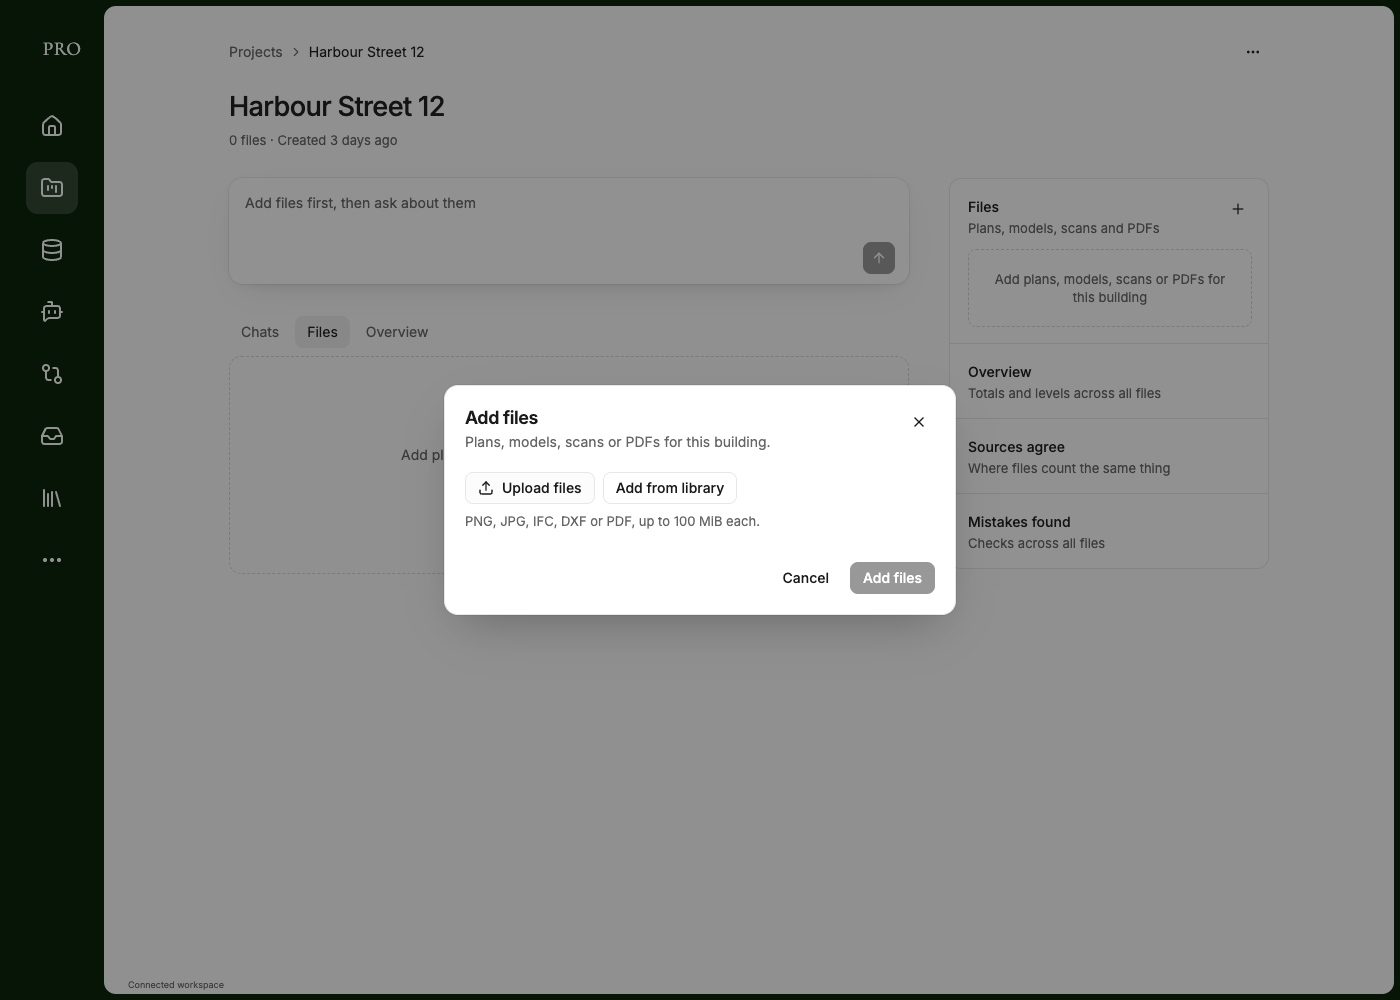 PRO
Projects
Harbour Street 12
Harbour Street 12
0 files · Created 3 days ago
Add files first, then ask about them
Chats
Files
Overview
Add pl
Files
Plans, models, scans and PDFs
Add plans, models, scans or PDFs for
this building
Overview
Totals and levels across all files
Sources agree
Where files count the same thing
Mistakes found
Checks across all files
Add files
Plans, models, scans or PDFs for this building.
Upload files
Add from library
PNG, JPG, IFC, DXF or PDF, up to 100 MiB each.
Cancel
Add files
Connected workspace